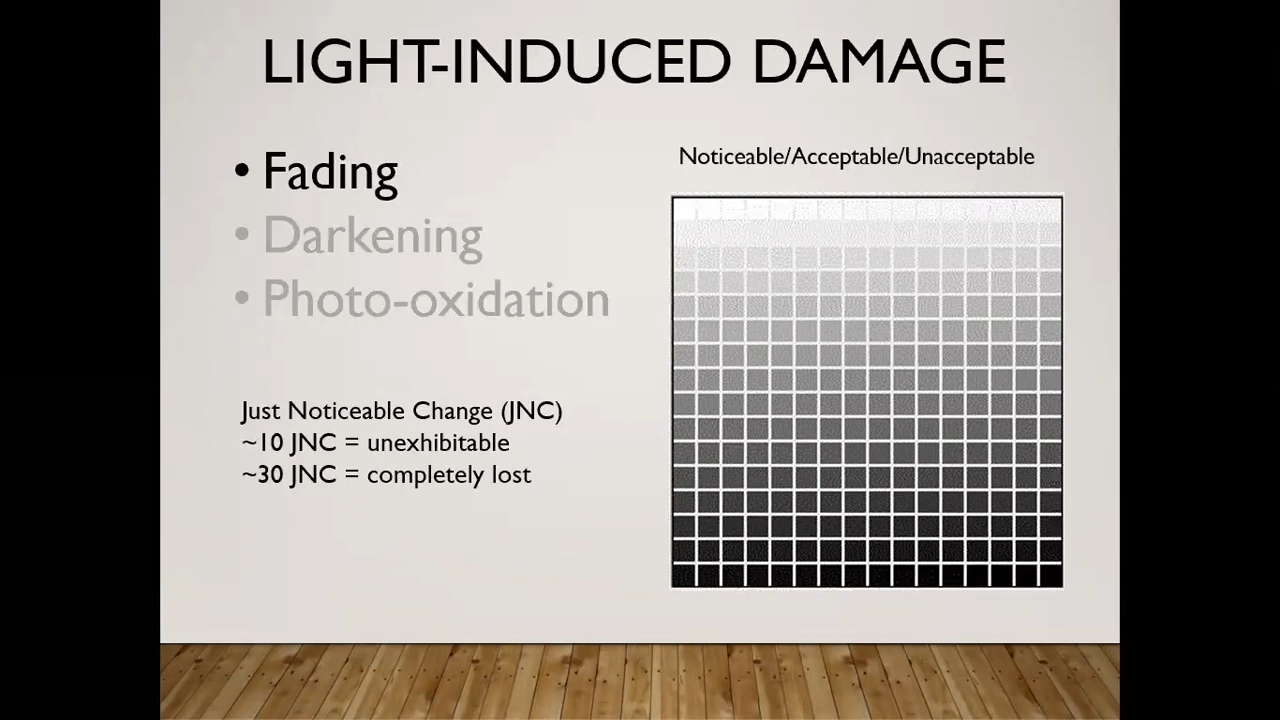 LIGHT-INDUCED DAMAGE
• Fading
• Darkening
• Photo-oxidation
Just Noticeable Change (JNC)
~10 JNC = unexhibitable
~30 JNC = completely lost
Noticeable/Acceptable/Unacceptable